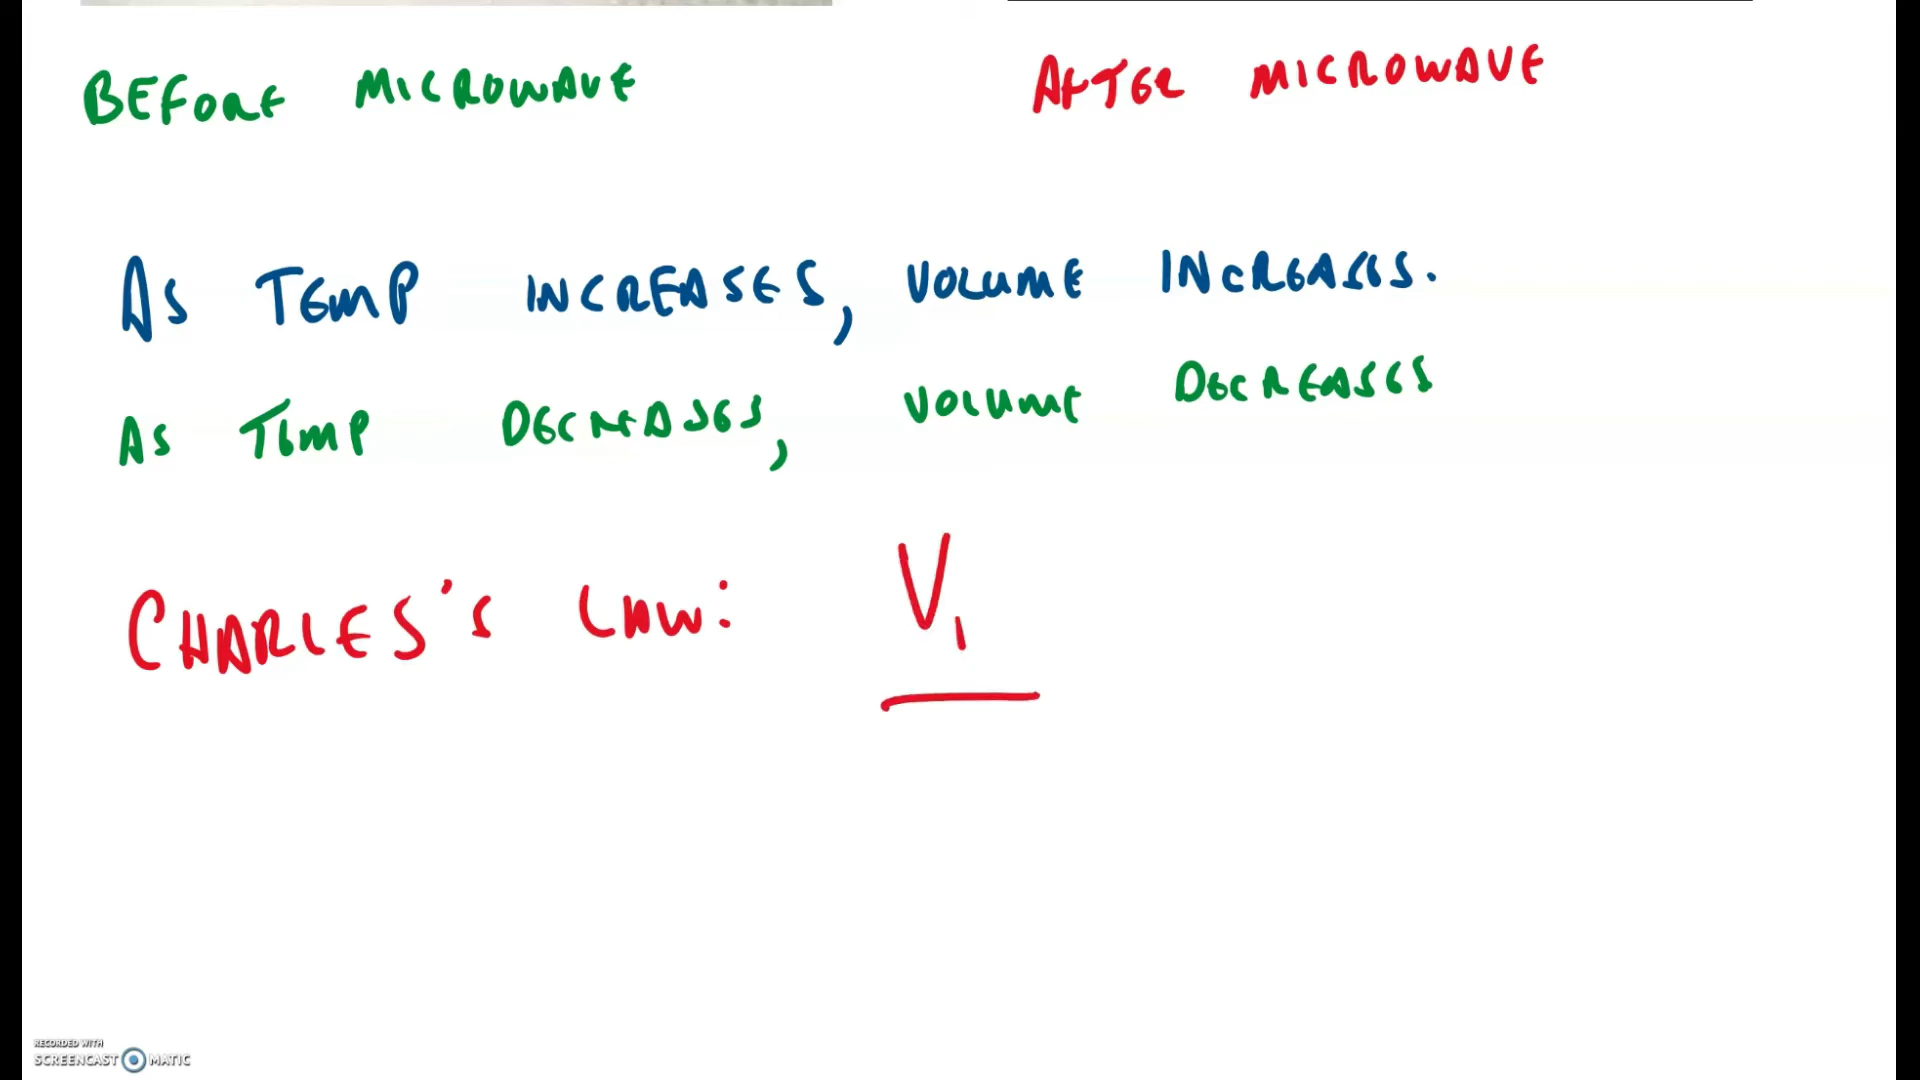 BEFORE MICROWAVE
AFTER MICROWAVE
AS TEMP INCREASES, VOLUME INCREASES.
AS TEMP DECREASES, VOLUME DECREASES
CHARLES'S LAW: V₁
RECORDED WITH
SCREENCAST MATIC